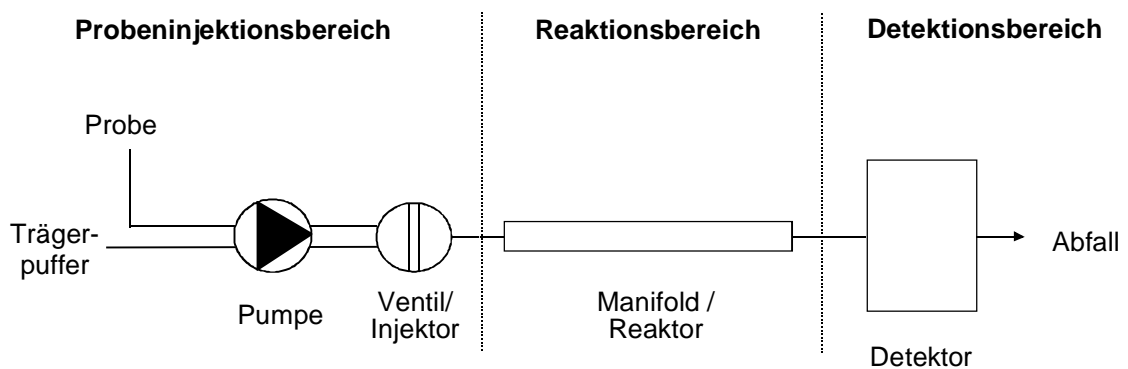 Probeninjektionsbereich
Reaktionsbereich
Detektionsbereich
Probe
Träger-
puffer
Pumpe
Ventil/
Injektor
Manifold /
Reaktor
Detektor
Abfall